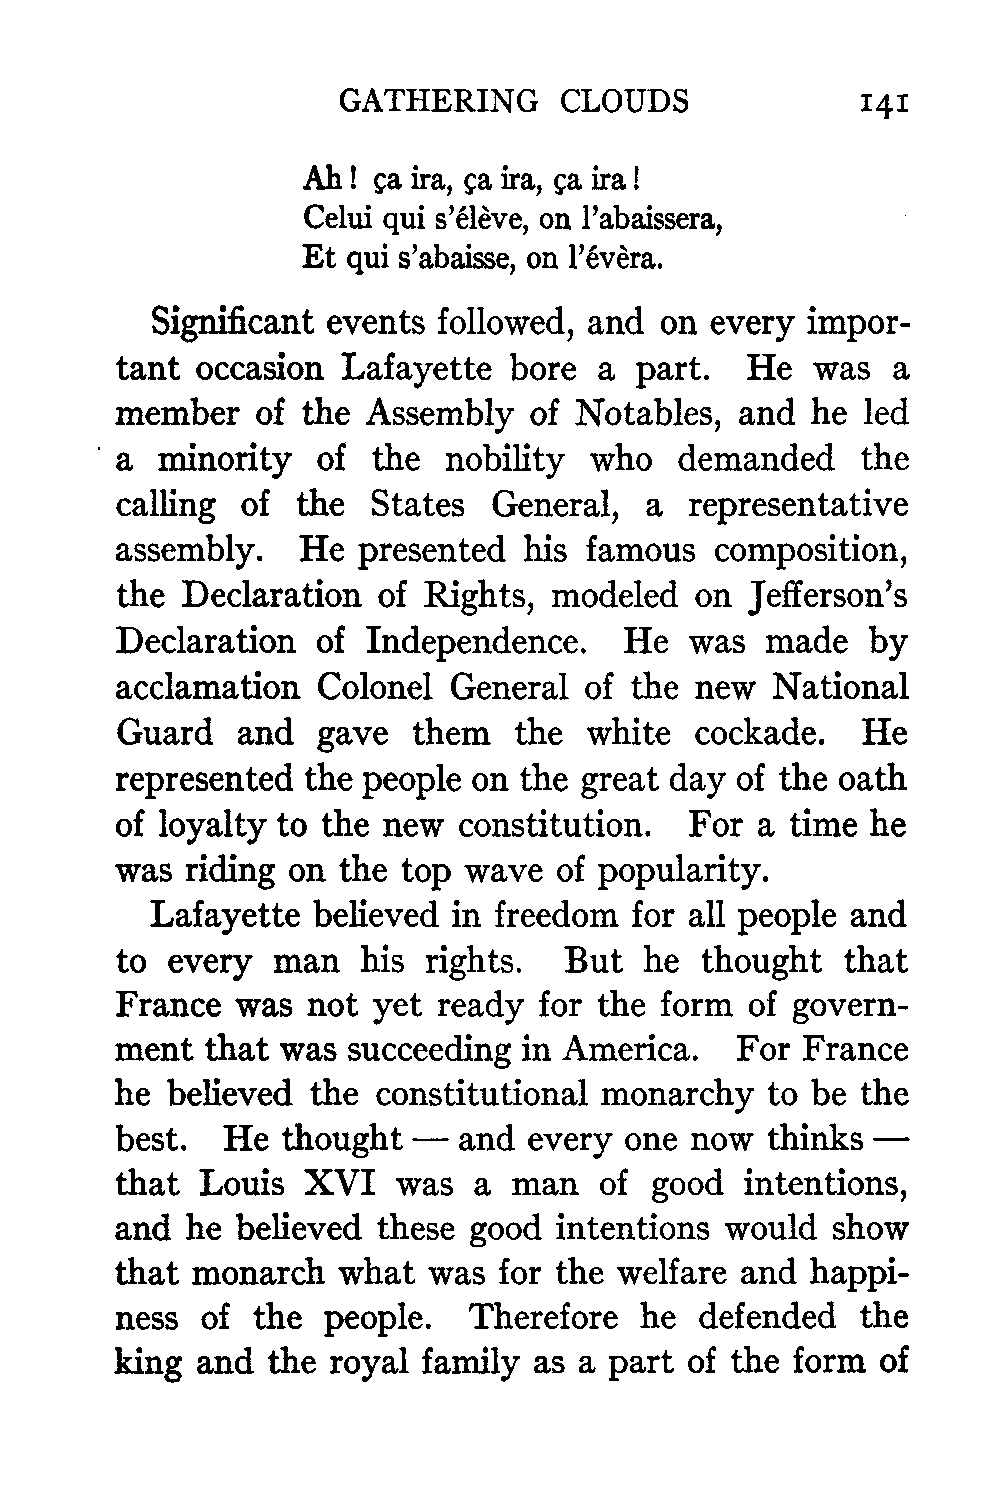 GATHERING CLOUDS 141
Ah! ça ira, ça ira, ça ira!
Celui qui s'élève, on l'abaissera,
Et qui s'abaisse, on l'évèra.
Significant events followed, and on every impor-
tant occasion Lafayette bore a part. He was a
member of the Assembly of Notables, and he led
a minority of the nobility who demanded the
calling of the States General, a representative
assembly. He presented his famous composition,
the Declaration of Rights, modeled on Jefferson's
Declaration of Independence. He was made by
acclamation Colonel General of the new National
Guard and gave them the white cockade. He
represented the people on the great day of the oath
of loyalty to the new constitution. For a time he
was riding on the top wave of popularity.
Lafayette believed in freedom for all people and
to every man his rights. But he thought that
France was not yet ready for the form of govern-
ment that was succeeding in America. For France
he believed the constitutional monarchy to be the
best. He thought — and every one now thinks —
that Louis XVI was a man of good intentions,
and he believed these good intentions would show
that monarch what was for the welfare and happi-
ness of the people. Therefore he defended the
king and the royal family as a part of the form of